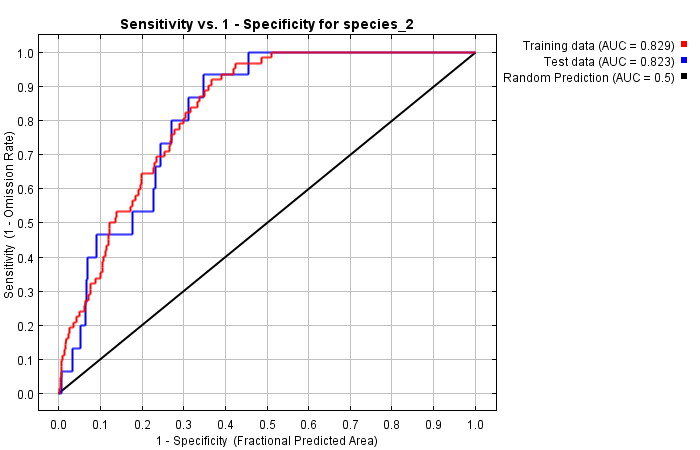 Sensitivity vs. 1 - Specificity for species_2
Training data (AUC = 0.829)
Test data (AUC = 0.823)
Random Prediction (AUC = 0.5)
Sensitivity (1 - Omission Rate)
1.0
0.9
0.8
0.7
0.6
0.5
0.4
0.3
0.2
0.1
0.0
0.0 0.1 0.2 0.3 0.4 0.5 0.6 0.7 0.8 0.9 1.0
1 - Specificity (Fractional Predicted Area)